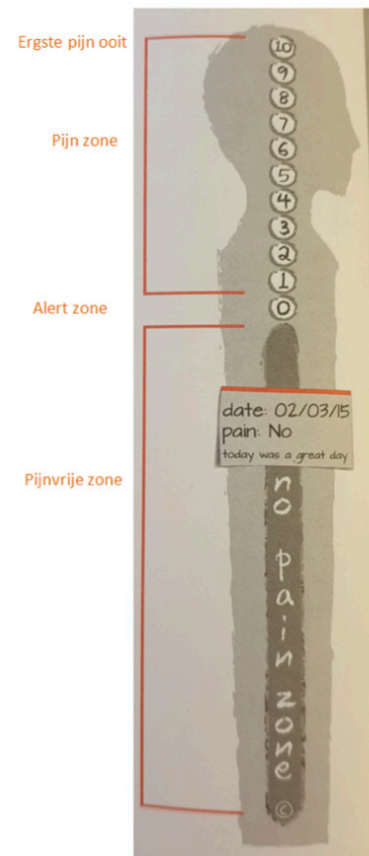 Ergste pijn ooit
10
9
8
7
Pijn zone
6
5
4
3
2
1
Alert zone
0
date: 02/03/15
pain: No
today was a great day
Pijnvrije zone
no pain zone ©